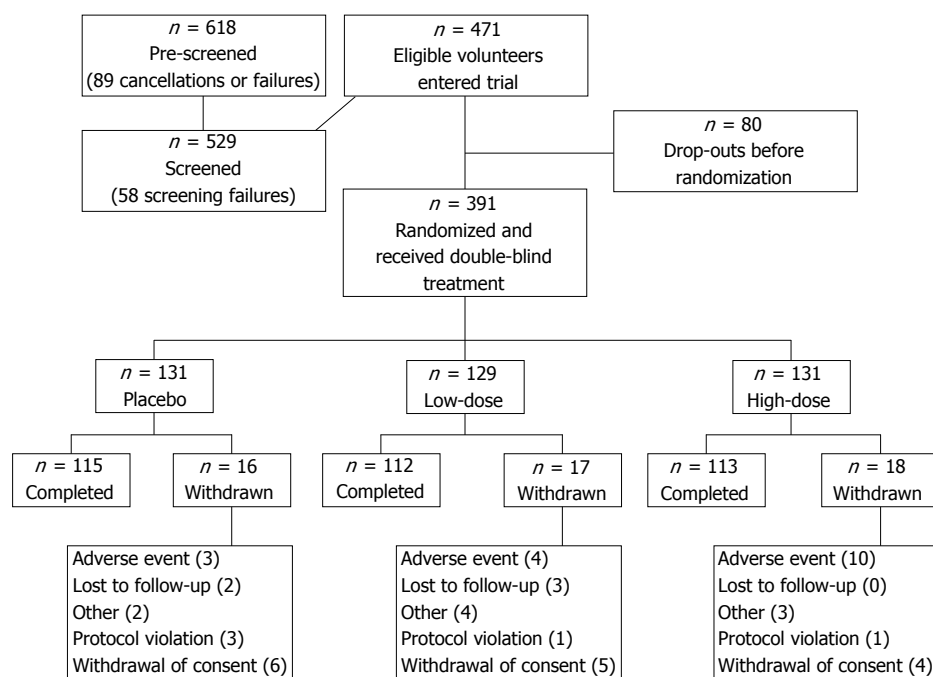 n = 618
Pre-screened
(89 cancellations or failures)
n = 471
Eligible volunteers
entered trial
n = 529
Screened
(58 screening failures)
n = 80
Drop-outs before
randomization
n = 391
Randomized and
received double-blind
treatment
n = 131
Placebo
n = 129
Low-dose
n = 131
High-dose
n = 115
Completed
n = 16
Withdrawn
n = 112
Completed
n = 17
Withdrawn
n = 113
Completed
n = 18
Withdrawn
Adverse event (3)
Lost to follow-up (2)
Other (2)
Protocol violation (3)
Withdrawal of consent (6)
Adverse event (4)
Lost to follow-up (3)
Other (4)
Protocol violation (1)
Withdrawal of consent (5)
Adverse event (10)
Lost to follow-up (0)
Other (3)
Protocol violation (1)
Withdrawal of consent (4)